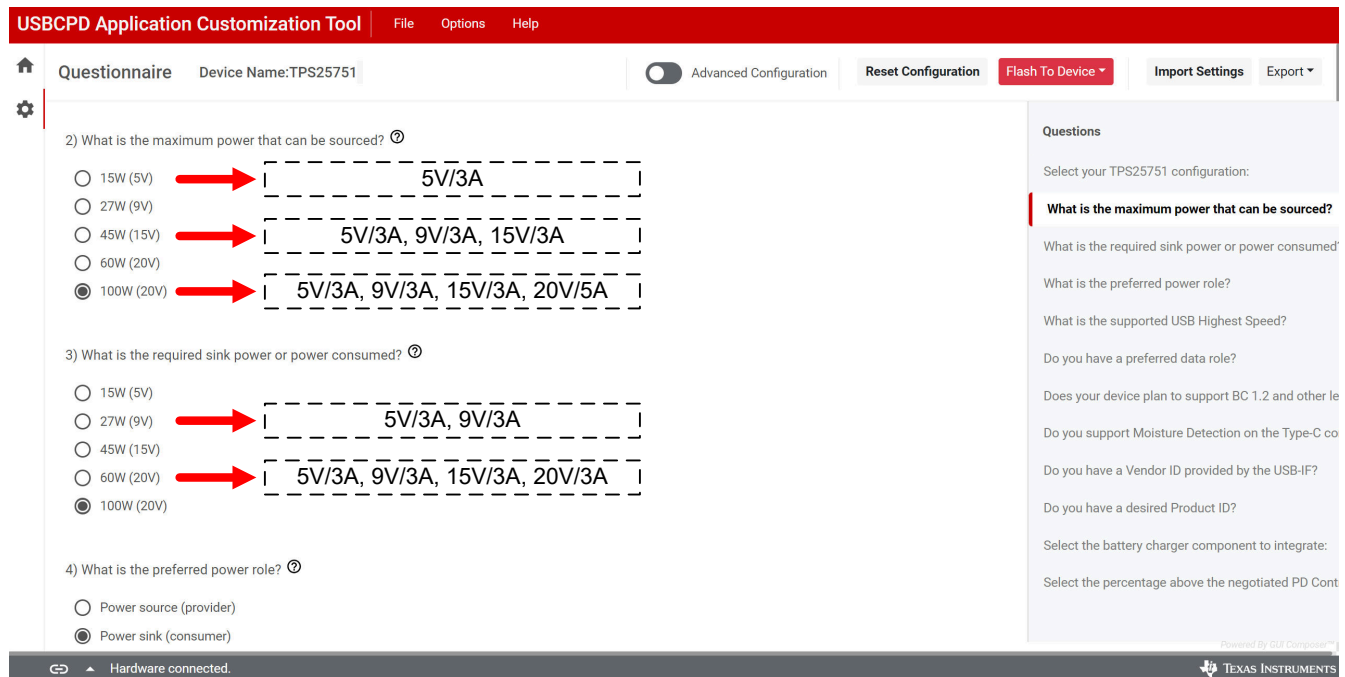 USBCPD Application Customization Tool File Options Help
Questionnaire Device Name:TPS25751 Advanced Configuration Reset Configuration Flash To Device Import Settings Export
2) What is the maximum power that can be sourced?
15W (5V) 5V/3A
27W (9V)
45W (15V) 5V/3A, 9V/3A, 15V/3A
60W (20V)
100W (20V) 5V/3A, 9V/3A, 15V/3A, 20V/5A
3) What is the required sink power or power consumed?
15W (5V)
27W (9V) 5V/3A, 9V/3A
45W (15V)
60W (20V) 5V/3A, 9V/3A, 15V/3A, 20V/3A
100W (20V)
4) What is the preferred power role?
Power source (provider)
Power sink (consumer)
Questions
Select your TPS25751 configuration:
What is the maximum power that can be sourced?
What is the required sink power or power consumed?
What is the preferred power role?
What is the supported USB Highest Speed?
Do you have a preferred data role?
Does your device plan to support BC 1.2 and other le
Do you support Moisture Detection on the Type-C co
Do you have a Vendor ID provided by the USB-IF?
Do you have a desired Product ID?
Select the battery charger component to integrate:
Select the percentage above the negotiated PD Cont
Powered By GUI Composer™
Hardware connected. TEXAS INSTRUMENTS